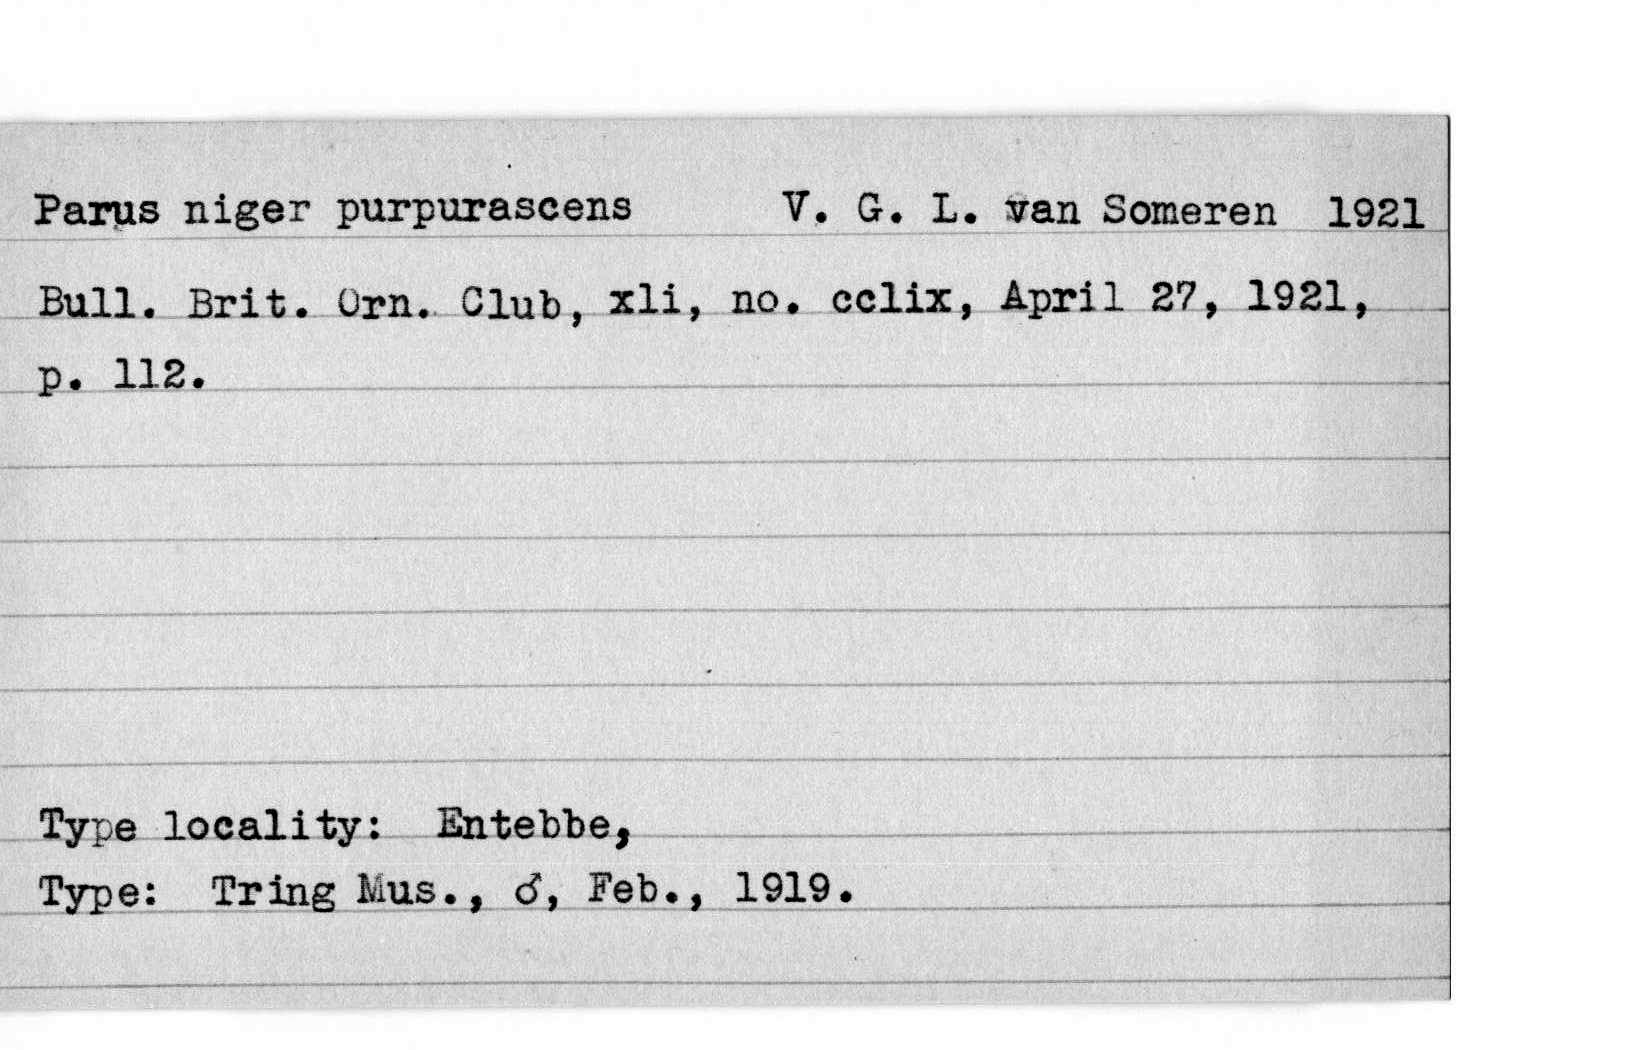 Parus niger purpurascens V. G. L. van Someren 1921
Bull. Brit. Orn. Club, xli, no. cclix, April 27, 1921,
p. 112.
Type locality: Entebbe,
Type: Tring Mus., ♂, Feb., 1919.